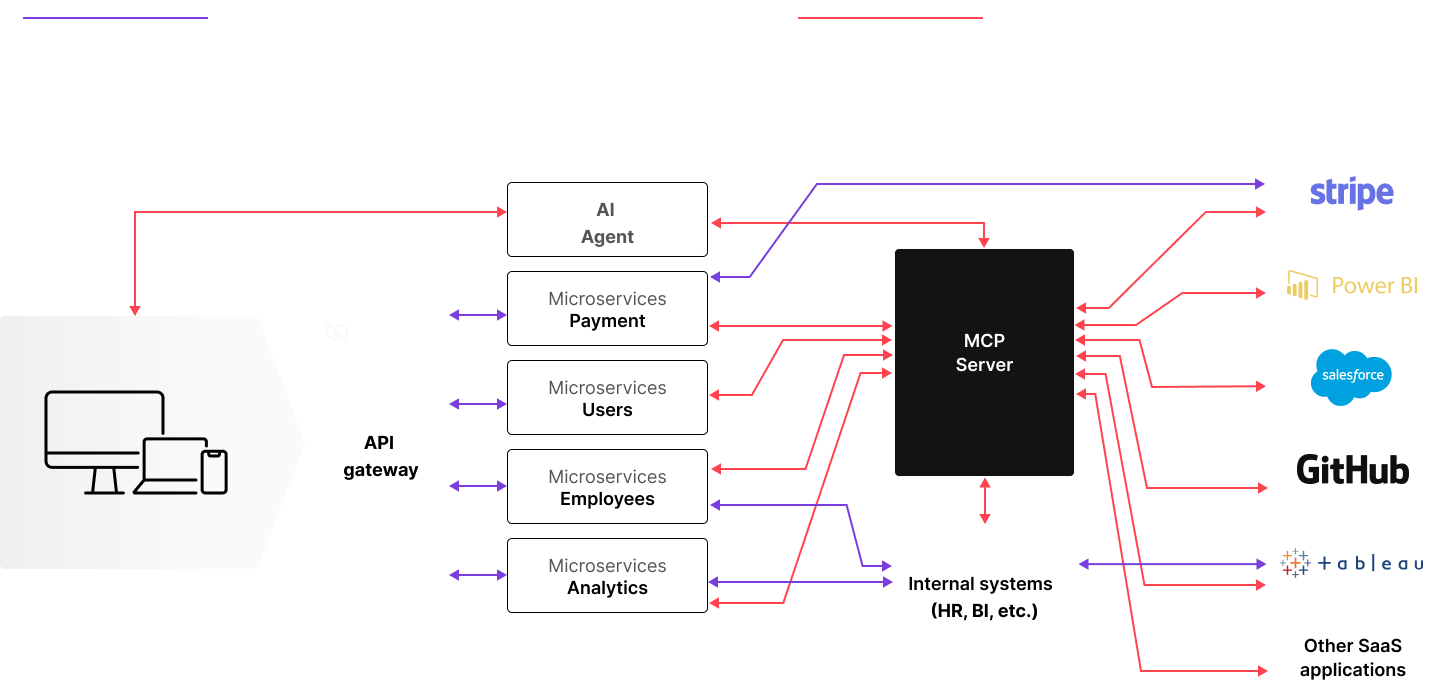 AI
Agent
Microservices
Payment
Microservices
Users
Microservices
Employees
Microservices
Analytics
API
gateway
MCP
Server
Internal systems
(HR, BI, etc.)
stripe
Power BI
salesforce
GitHub
+ableau
Other SaaS
applications